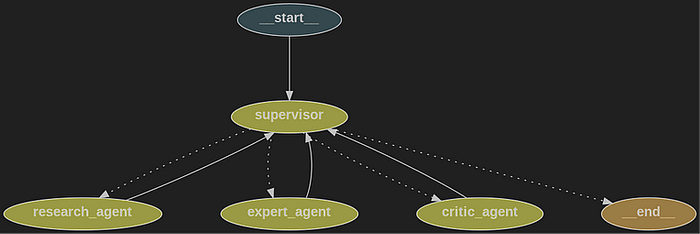 __start__
supervisor
research_agent
expert_agent
critic_agent
__end__